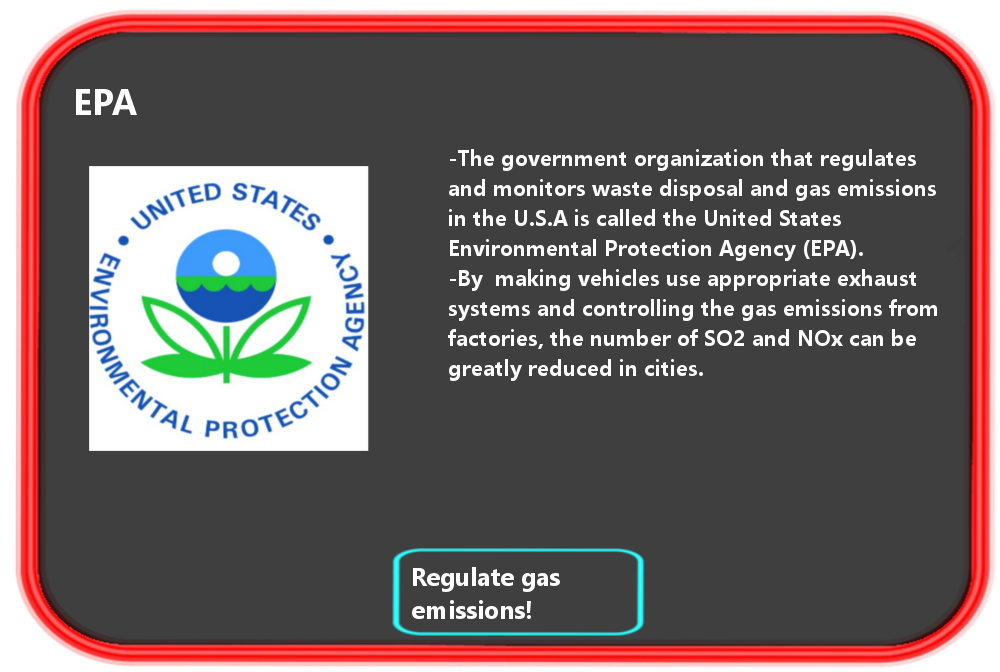 EPA
UNITED STATES
ENVIRONMENTAL PROTECTION AGENCY
-The government organization that regulates
and monitors waste disposal and gas emissions
in the U.S.A is called the United States
Environmental Protection Agency (EPA).
-By  making vehicles use appropriate exhaust
systems and controlling the gas emissions from
factories, the number of SO2 and NOx can be
greatly reduced in cities.
Regulate gas
emissions!